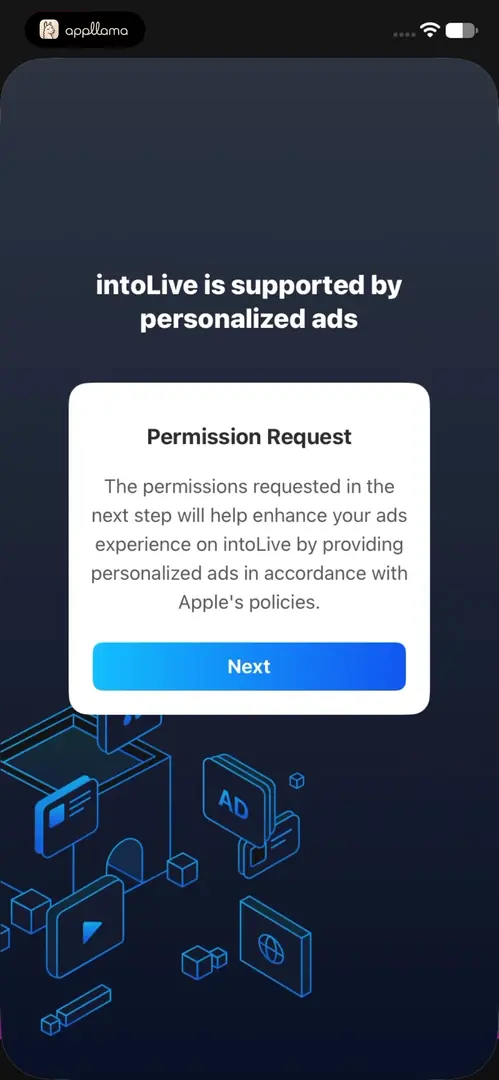 appllama
intoLive is supported by
personalized ads
Permission Request
The permissions requested in the
next step will help enhance your ads
experience on intoLive by providing
personalized ads in accordance with
Apple's policies.
Next
AD